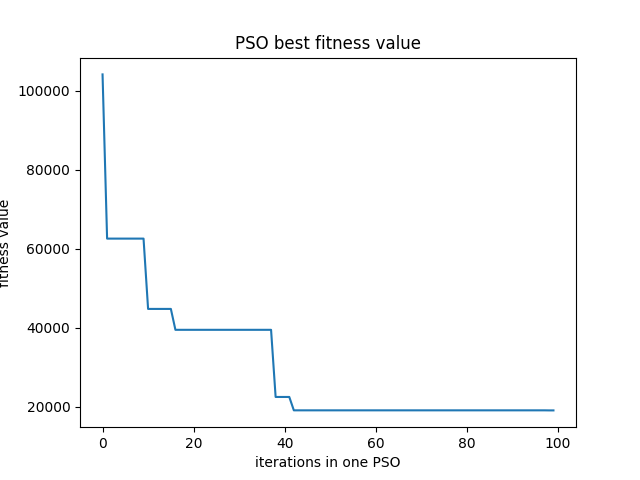 PSO best fitness value
fitness value
100000
80000
60000
40000
20000
0 20 40 60 80 100
iterations in one PSO